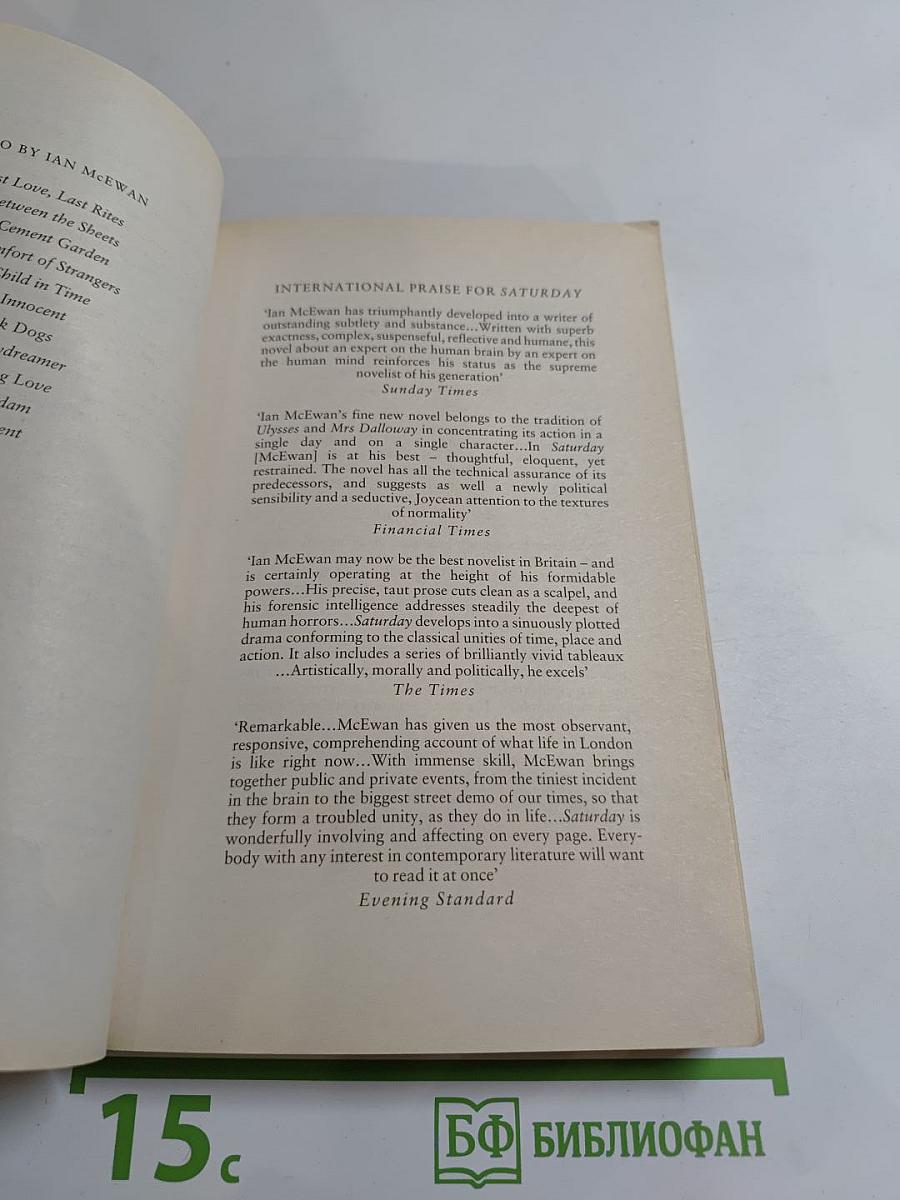 O BY IAN McEWAN
Love, Last Rites
the Sheets
Cement Garden
of Strangers
Child in Time
Innocent
Dogs
Love
INTERNATIONAL PRAISE FOR SATURDAY
'Ian McEwan has triumphantly developed into a writer of
outstanding subtlety and substance...Written with superb
exactness, complex, suspenseful, reflective and humane, this
novel about an expert on the human brain by an expert on
the human mind reinforces his status as the supreme
novelist of his generation'
Sunday Times
'Ian McEwan's fine new novel belongs to the tradition of
Ulysses and Mrs Dalloway in concentrating its action in a
single day and on a single character...In Saturday
[McEwan] is at his best – thoughtful, eloquent, yet
restrained. The novel has all the technical assurance of its
predecessors, and suggests as well a newly political
sensibility and a seductive, Joycean attention to the textures
of normality'
Financial Times
'Ian McEwan may now be the best novelist in Britain – and
is certainly operating at the height of his formidable
powers...His precise, taut prose cuts clean as a scalpel, and
his forensic intelligence addresses steadily the deepest of
human horrors...Saturday develops into a sinuously plotted
drama conforming to the classical unities of time, place and
action. It also includes a series of brilliantly vivid tableaux
...Artistically, morally and politically, he excels'
The Times
'Remarkable...McEwan has given us the most observant,
responsive, comprehending account of what life in London
is like right now...With immense skill, McEwan brings
together public and private events, from the tiniest incident
in the brain to the biggest street demo of our times, so that
they form a troubled unity, as they do in life...Saturday is
wonderfully involving and affecting on every page. Every-
body with any interest in contemporary literature will want
to read it at once'
Evening Standard
15 с
БФ БИБЛИОФАН